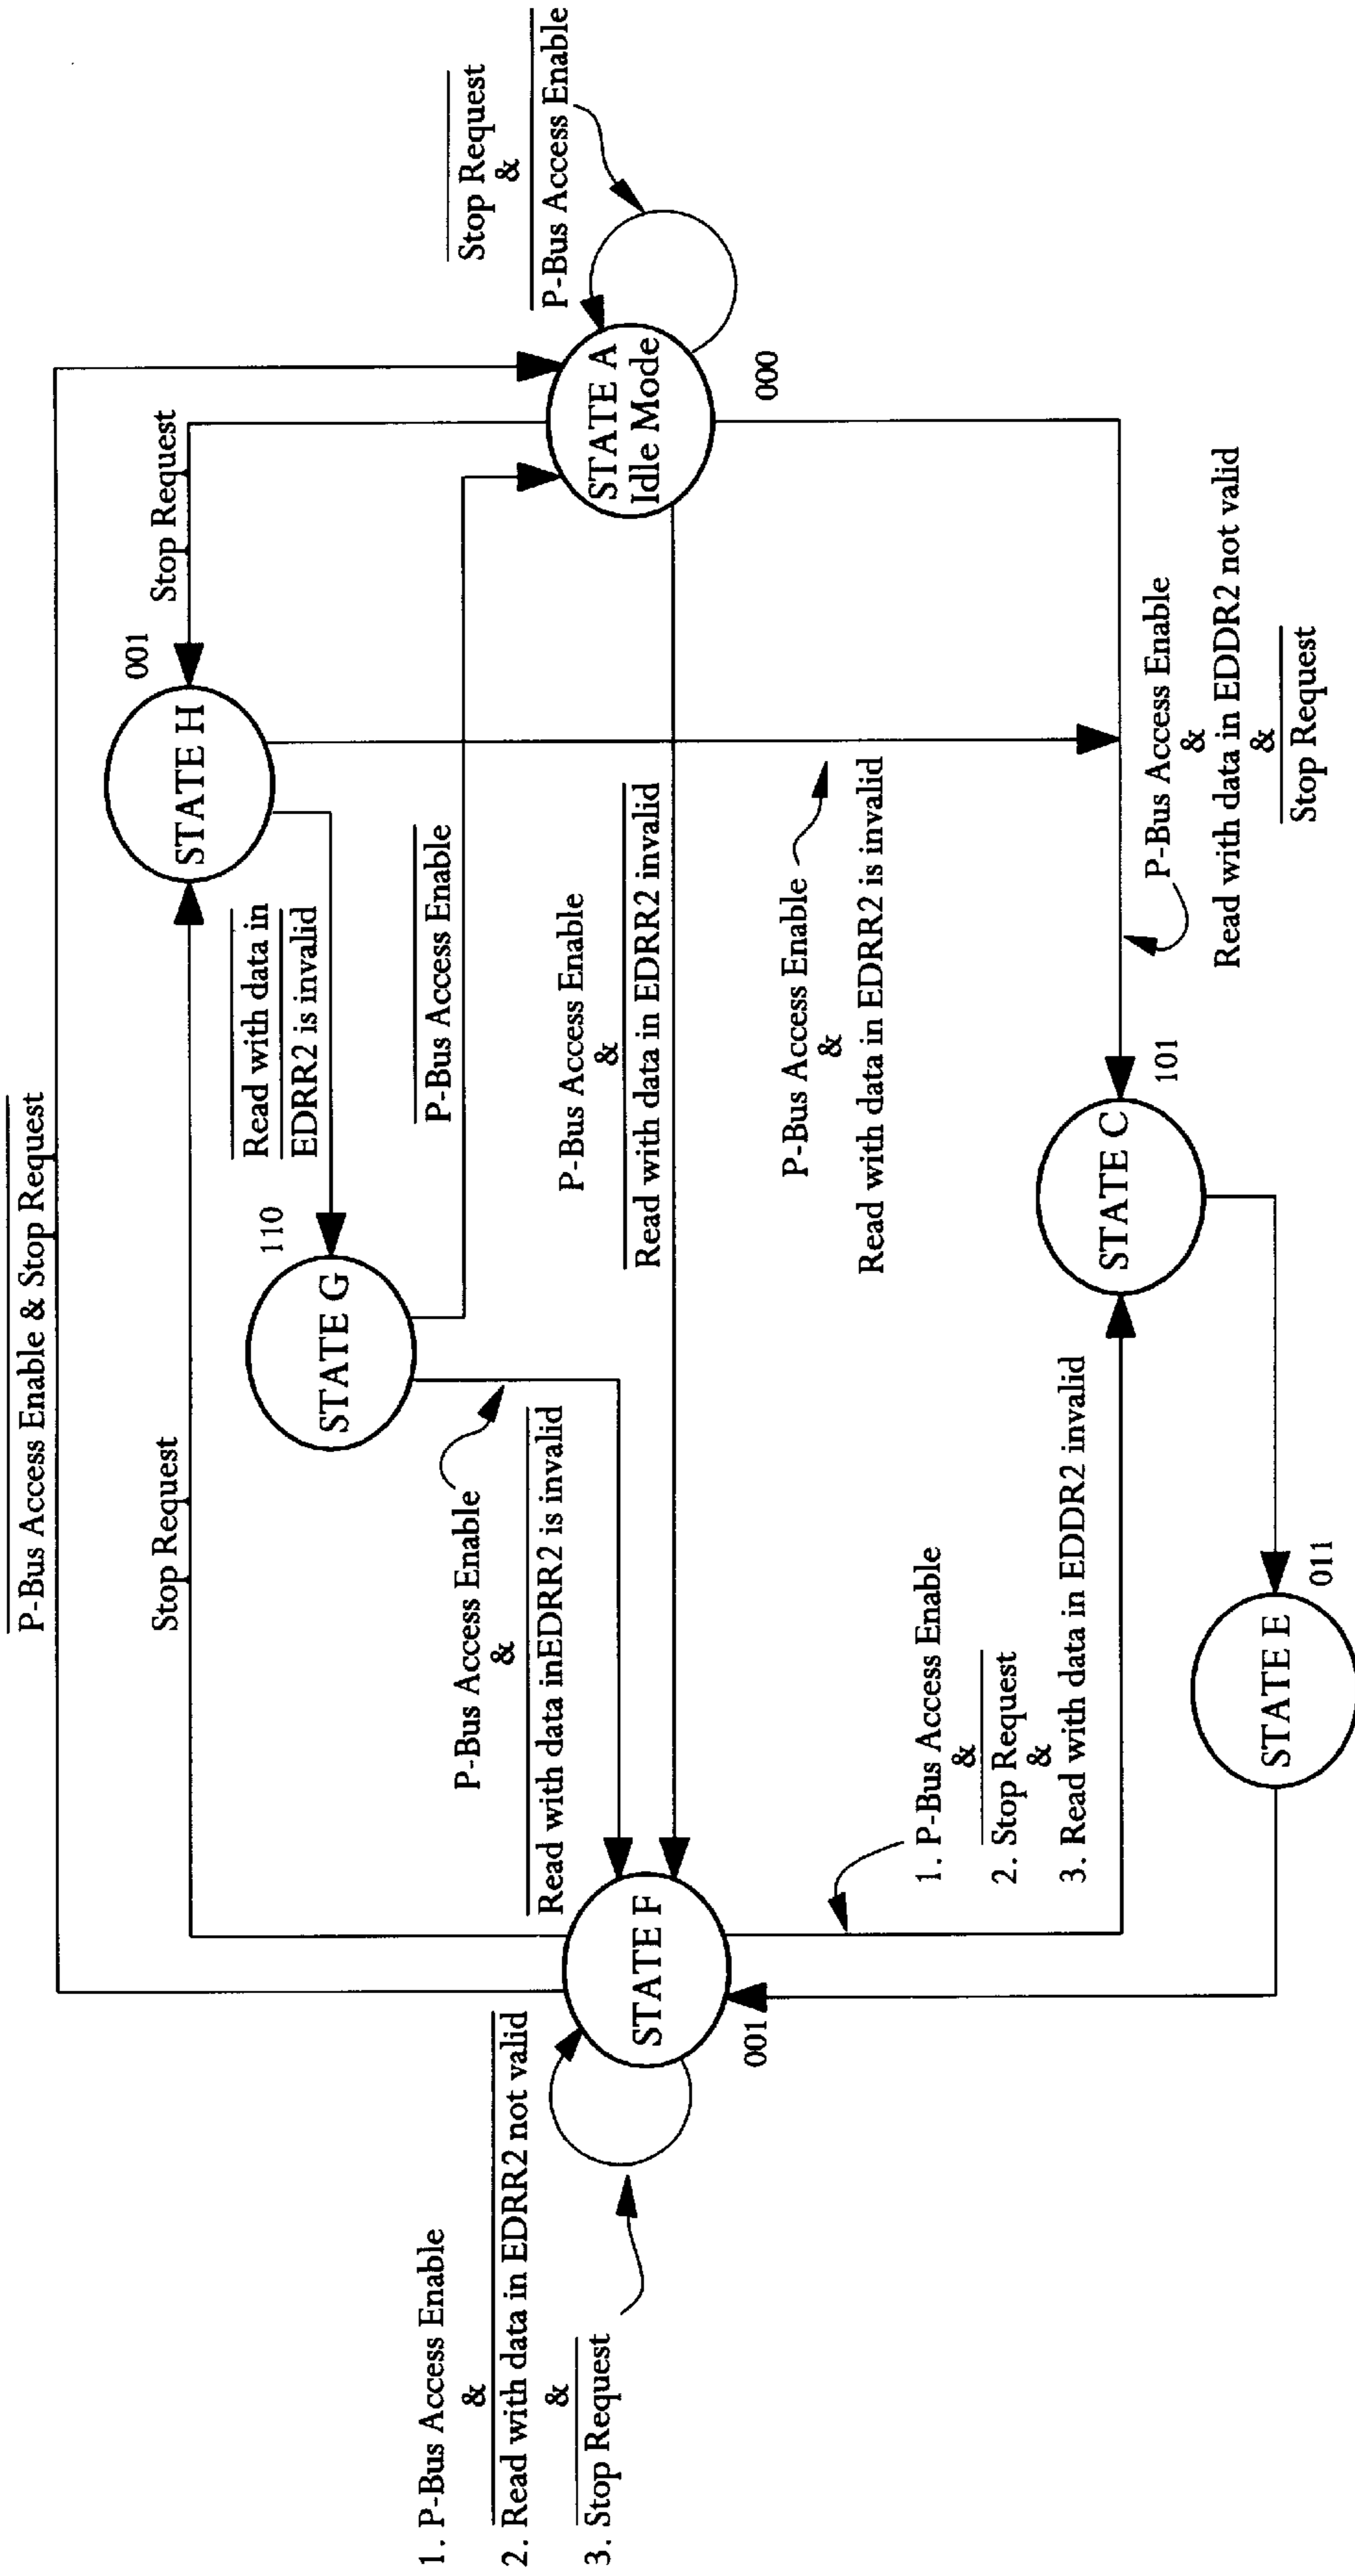 P-Bus Access Enable & Stop Request
Stop Request
Stop Request
001
STATE H
Read with data in
EDRR2 is invalid
110
STATE G
P-Bus Access Enable
Stop Request
&
P-Bus Access Enable
STATE A
Idle Mode
000
P-Bus Access Enable
&
Read with data inEDRR2 is invalid
P-Bus Access Enable
&
Read with data in EDRR2 invalid
1. P-Bus Access Enable
&
2. Read with data in EDRR2 not valid
&
3. Stop Request
STATE F
001
P-Bus Access Enable
&
Read with data in EDRR2 is invalid
1. P-Bus Access Enable
&
2. Stop Request
&
3. Read with data in EDDR2 invalid
STATE C
101
P-Bus Access Enable
&
Read with data in EDDR2 not valid
&
Stop Request
STATE E
011